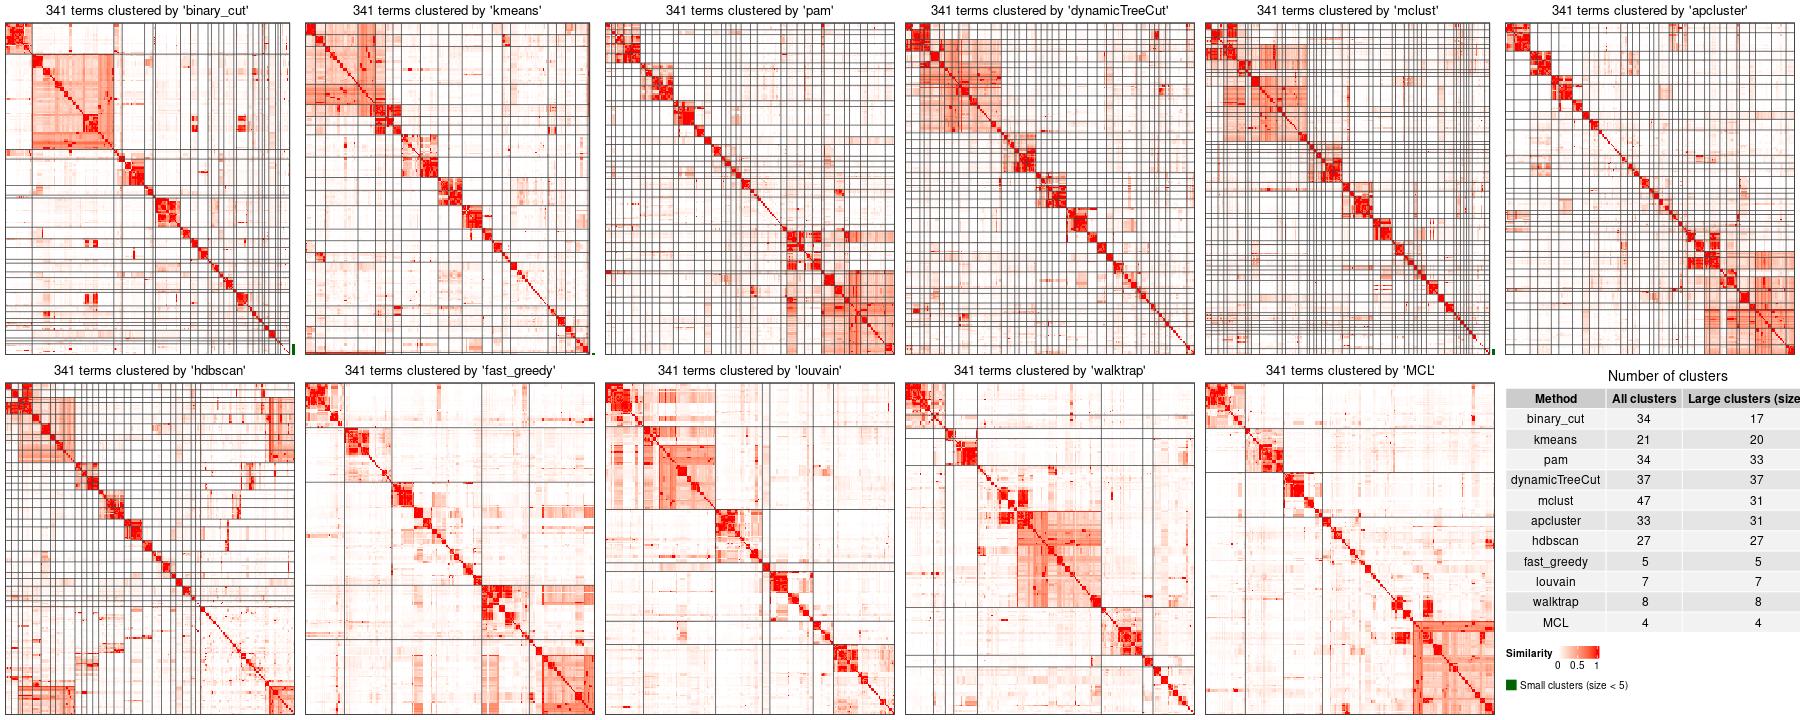 341 terms clustered by 'binary_cut'
341 terms clustered by 'kmeans'
341 terms clustered by 'pam'
341 terms clustered by 'dynamicTreeCut'
341 terms clustered by 'mclust'
341 terms clustered by 'apcluster'
341 terms clustered by 'hdbscan'
341 terms clustered by 'fast_greedy'
341 terms clustered by 'louvain'
341 terms clustered by 'walktrap'
341 terms clustered by 'MCL'
Number of clusters
Method All clusters Large clusters (size
binary_cut 34 17
kmeans 21 20
pam 34 33
dynamicTreeCut 37 37
mclust 47 31
apcluster 33 31
hdbscan 27 27
fast_greedy 5 5
louvain 7 7
walktrap 8 8
MCL 4 4
Similarity
0 0.5 1
Small clusters (size < 5)